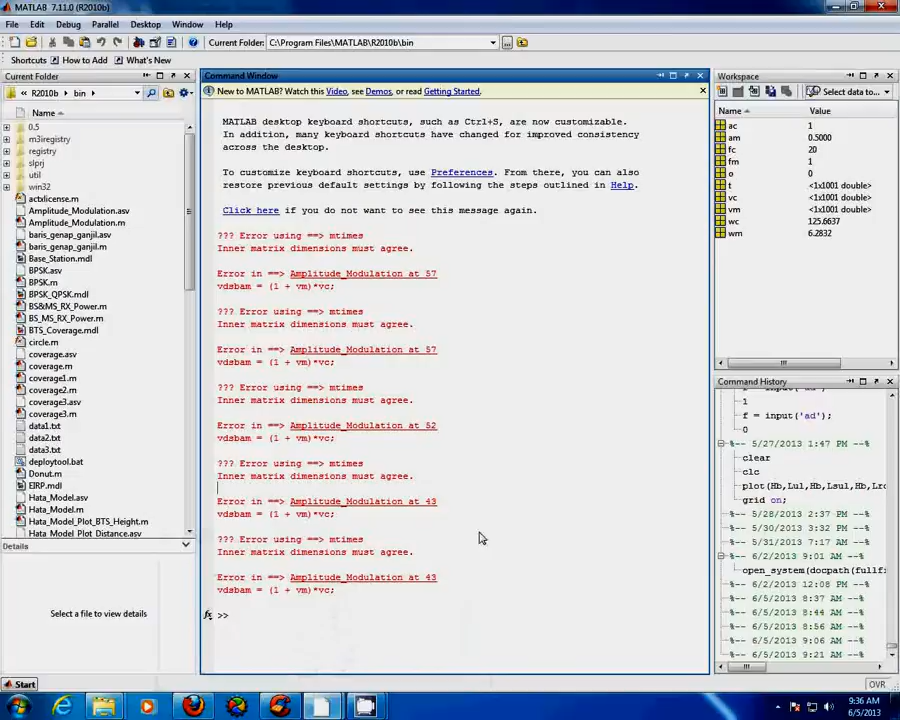 MATLAB 7.11.0 (R2010b)
File Edit Debug Parallel Desktop Window Help
Current Folder: C:\Program Files\MATLAB\R2010b\bin
Shortcuts How to Add What's New
Current Folder
R2010b bin
Name
0.5
m3iregistry
registry
slprj
util
win32
actxlicense.m
Amplitude_Modulation.asv
Amplitude_Modulation.m
baris_genap_ganjil.asv
baris_genap_ganjil.m
Base_Station.mdl
BPSK.asv
BPSK.m
BPSK_QPSK.mdl
BS&MS_RX_Power.m
BS_MS_RX_Power.m
BTS_Coverage.mdl
circle.m
coverage.asv
coverage.m
coverage1.m
coverage2.m
coverage3.asv
coverage3.m
data1.txt
data2.txt
data3.txt
deploytool.bat
Donut.m
EIRP.mdl
Hata_Model.asv
Hata_Model.m
Hata_Model_Plot_BTS_Height.m
Hata_Model_Plot_Distance.asv
Details
Select a file to view details
Command Window
New to MATLAB? Watch this Video, see Demos, or read Getting Started.
MATLAB desktop keyboard shortcuts, such as Ctrl+S, are now customizable.
In addition, many keyboard shortcuts have changed for improved consistency
across the desktop.
To customize keyboard shortcuts, use Preferences. From there, you can also
restore previous default settings by following the steps outlined in Help.
Click here if you do not want to see this message again.
??? Error using ==> mtimes
Inner matrix dimensions must agree.
Error in ==> Amplitude_Modulation at 57
vdsbam = (1 + vm)*vc;
??? Error using ==> mtimes
Inner matrix dimensions must agree.
Error in ==> Amplitude_Modulation at 57
vdsbam = (1 + vm)*vc;
??? Error using ==> mtimes
Inner matrix dimensions must agree.
Error in ==> Amplitude_Modulation at 52
vdsbam = (1 + vm)*vc;
??? Error using ==> mtimes
Inner matrix dimensions must agree.
Error in ==> Amplitude_Modulation at 43
vdsbam = (1 + vm)*vc;
??? Error using ==> mtimes
Inner matrix dimensions must agree.
Error in ==> Amplitude_Modulation at 43
vdsbam = (1 + vm)*vc;
fx >>
Workspace
Select data to...
Name Value
ac 1
am 0.5000
fc 20
fm 1
o 0
t <1x1001 double>
vc <1x1001 double>
vm <1x1001 double>
wc 125.6637
wm 6.2832
Command History
1
f = input('ad');
0
%-- 5/27/2013 1:47 PM --%
clear
clc
plot(Hb,Lul,Hb,Lsul,Hb,Lr
grid on;
%-- 5/28/2013 2:37 PM --%
%-- 5/30/2013 3:32 PM --%
%-- 5/31/2013 7:17 AM --%
%-- 6/2/2013 9:01 AM --%
open_system(docpath(fullf
%-- 6/2/2013 12:08 PM --%
%-- 6/5/2013 8:37 AM --%
%-- 6/5/2013 8:44 AM --%
%-- 6/5/2013 8:56 AM --%
%-- 6/5/2013 9:06 AM --%
%-- 6/5/2013 9:21 AM --%
Start
OVR
9:36 AM
6/5/2013